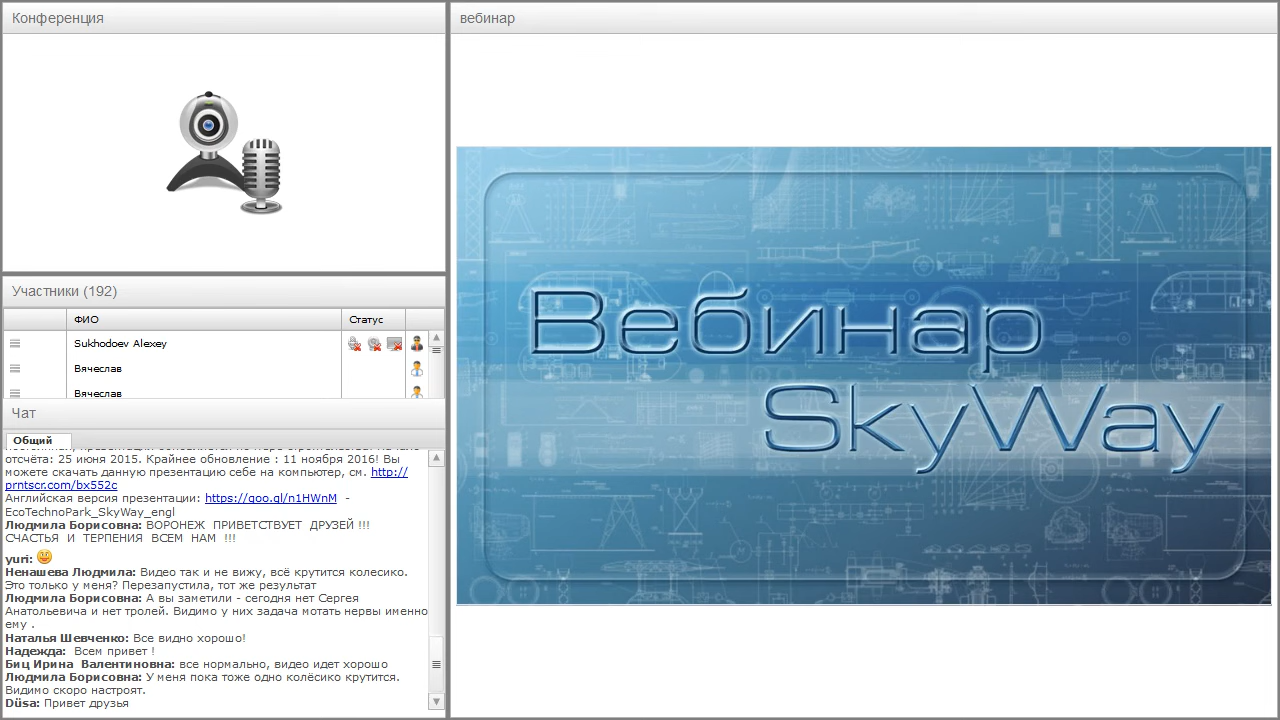 Конференция
вебинар
Участники (192)
ФИО
Статус
Sukhodoev Alexey
Вячеслав
Вячеслав
Чат
Общий
отсчёта: 25 июня 2015. Крайнее обновление : 11 ноября 2016! Вы
можете скачать данную презентацию себе на компьютер, см. http://
prntscr.com/bx552c
Английская версия презентации: https://goo.gl/n1HWnM -
EcoTechnoPark_SkyWay_engl
Людмила Борисовна: ВОРОНЕЖ ПРИВЕТСТВУЕТ ДРУЗЕЙ !!!
СЧАСТЬЯ И ТЕРПЕНИЯ ВСЕМ НАМ !!!
yuri:
Ненашева Людмила: Видео так и не вижу, всё крутится колесико.
Это только у меня? Перезапустила, тот же результат
Людмила Борисовна: А вы заметили - сегодня нет Сергея
Анатольевича и нет тролей. Видимо у них задача мотать нервы именно
ему .
Наталья Шевченко: Все видно хорошо!
Надежда: Всем привет !
Биц Ирина Валентиновна: все нормально, видео идет хорошо
Людмила Борисовна: У меня пока тоже одно колёсико крутится.
Видимо скоро настроят.
Düsa: Привет друзья
Вебинар
SkyWay